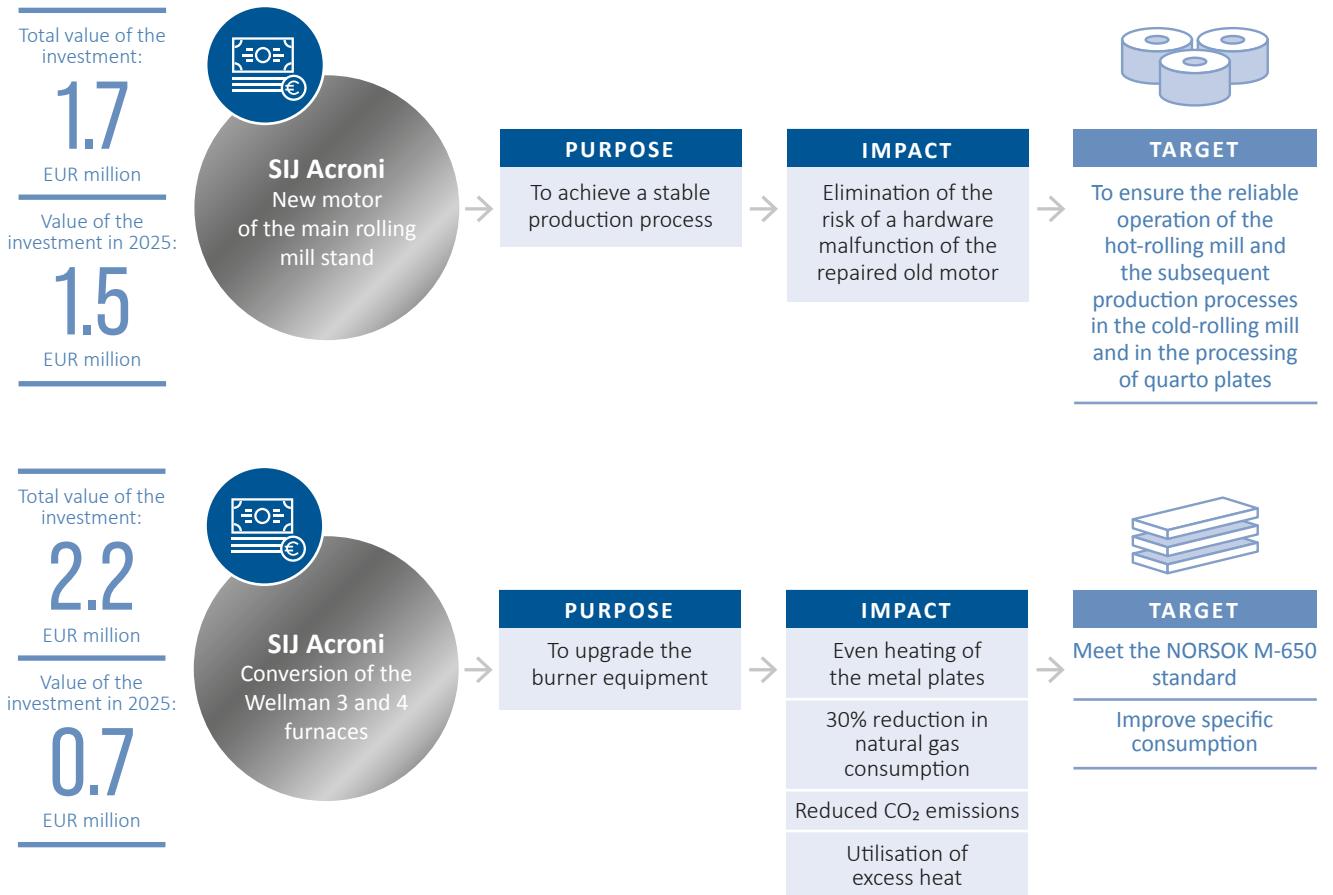 Total value of the
investment:
1.7
EUR million
Value of the
investment in 2025:
1.5
EUR million
SIJ Acroni
New motor
of the main rolling
mill stand
PURPOSE
To achieve a stable
production process
IMPACT
Elimination of the
risk of a hardware
malfunction of the
repaired old motor
TARGET
To ensure the reliable
operation of the
hot-rolling mill and
the subsequent
production processes
in the cold-rolling mill
and in the processing
of quarto plates
Total value of the
investment:
2.2
EUR million
Value of the
investment in 2025:
0.7
EUR million
SIJ Acroni
Conversion of the
Wellman 3 and 4
furnaces
PURPOSE
To upgrade the
burner equipment
IMPACT
Even heating of
the metal plates
30% reduction in
natural gas
consumption
Reduced CO₂ emissions
Utilisation of
excess heat
TARGET
Meet the NORSOK M-650
standard
Improve specific
consumption